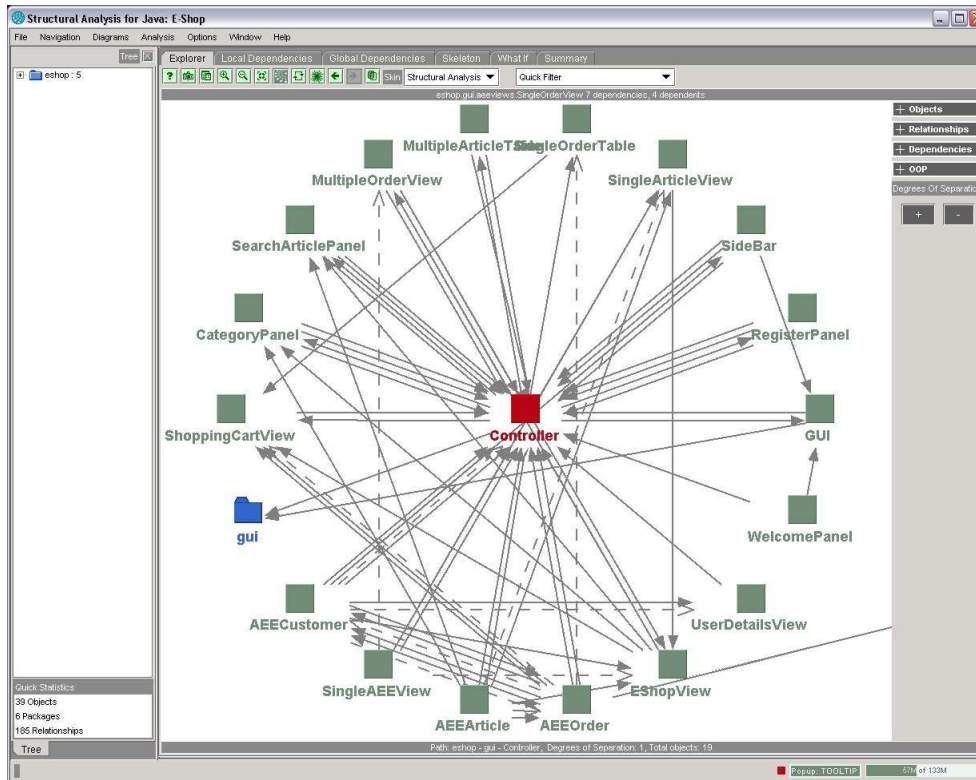 Structural Analysis for Java: E-Shop
File Navigation Diagrams Analysis Options Window Help
Tree
Explorer Local Dependencies Global Dependencies Skeleton What If Summary
eshop : 5
Skin Structural Analysis Quick Filter
eshop.gui.aeeviews.SingleOrderView 7 dependencies, 4 dependents
+ Objects
+ Relationships
+ Dependencies
+ OOP
Degrees Of Separatio
+ -
MultipleArticleTable SingleOrderTable
MultipleOrderView SingleArticleView
SearchArticlePanel SideBar
CategoryPanel RegisterPanel
ShoppingCartView Controller GUI
gui WelcomePanel
AEECustomer UserDetailsView
SingleAEEView EShopView
AEEArticle AEEOrder
Quick Statistics
39 Objects
6 Packages
185 Relationships
Tree
Path: eshop - gui - Controller, Degrees of Separation: 1, Total objects: 19
Popup: TOOLTIP 67M of 133M